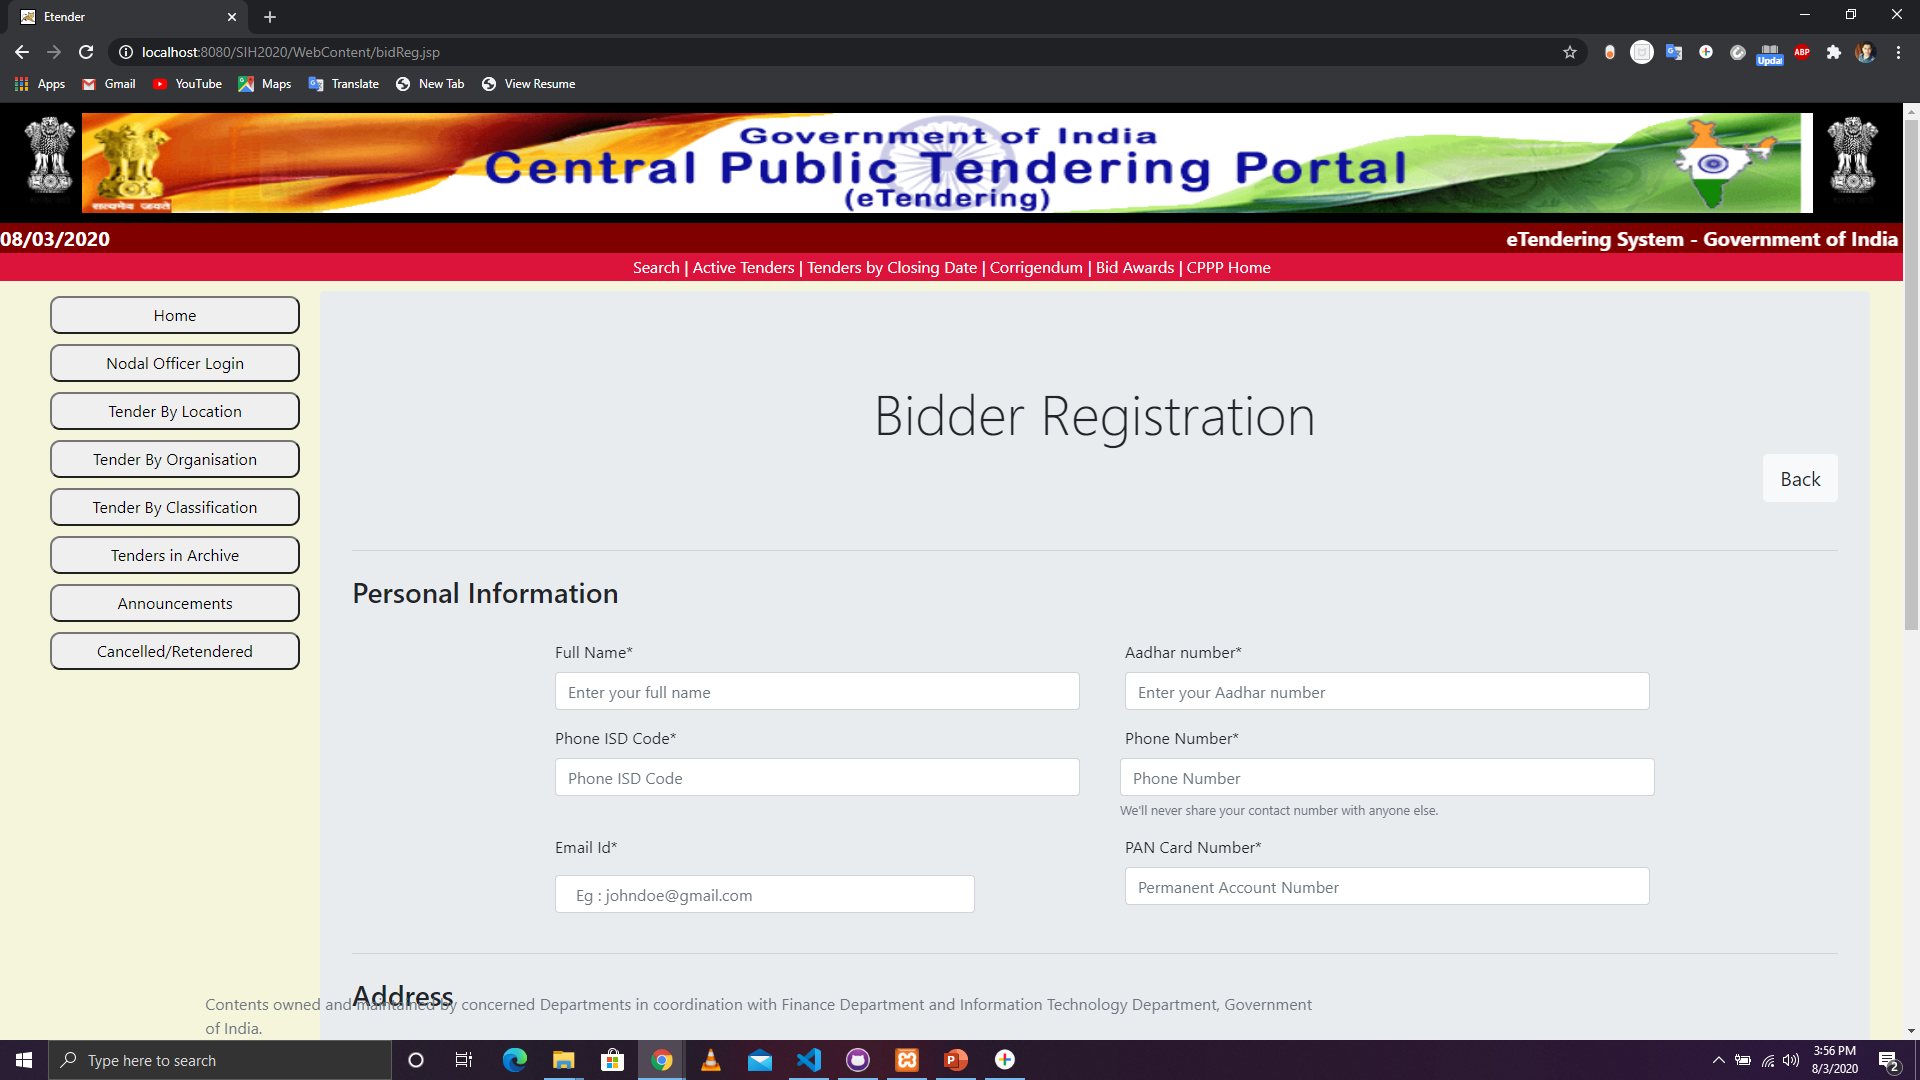 Etender
localhost:8080/SIH2020/WebContent/bidReg.jsp
ABP
Updat
Apps
Gmail
YouTube
Maps
Translate
New Tab
View Resume
Government of India
Central Public Tendering Portal
(eTendering)
सत्यमेव जयते
08/03/2020
eTendering System - Government of India
Search | Active Tenders | Tenders by Closing Date | Corrigendum | Bid Awards | CPPP Home
Home
Nodal Officer Login
Tender By Location
Tender By Organisation
Tender By Classification
Tenders in Archive
Announcements
Cancelled/Retendered
Bidder Registration
Back
Personal Information
Full Name*
Aadhar number*
Enter your full name
Enter your Aadhar number
Phone ISD Code*
Phone Number*
Phone ISD Code
Phone Number
We'll never share your contact number with anyone else.
Email Id*
PAN Card Number*
Eg : johndoe@gmail.com
Permanent Account Number
Address
Contents owned and maintained by concerned Departments in coordination with Finance Department and Information Technology Department, Government
of India.
Type here to search
3:56 PM
8/3/2020
2